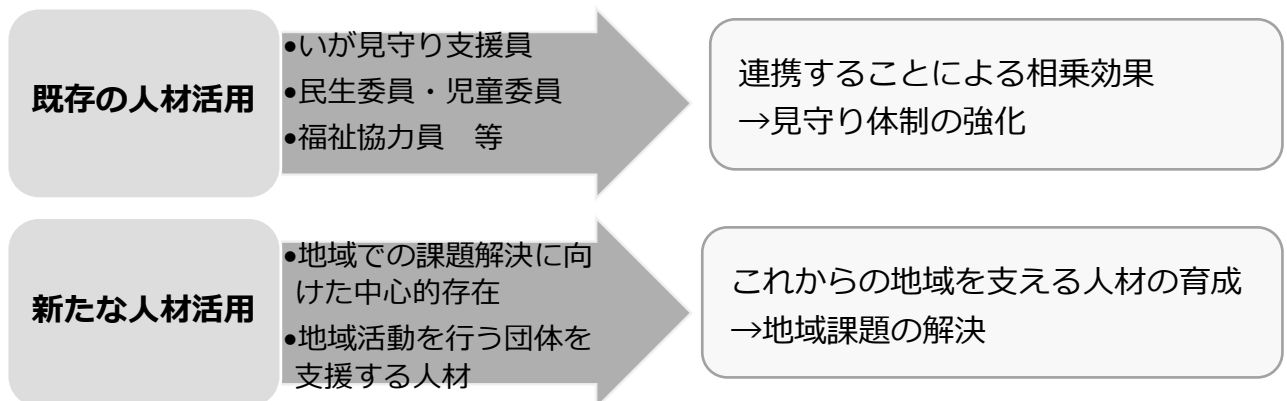 既存の人材活用
•いが見守り支援員
•民生委員・児童委員
•福祉協力員　等
連携することによる相乗効果
→見守り体制の強化
新たな人材活用
•地域での課題解決に向
けた中心的存在
•地域活動を行う団体を
支援する人材
これからの地域を支える人材の育成
→地域課題の解決